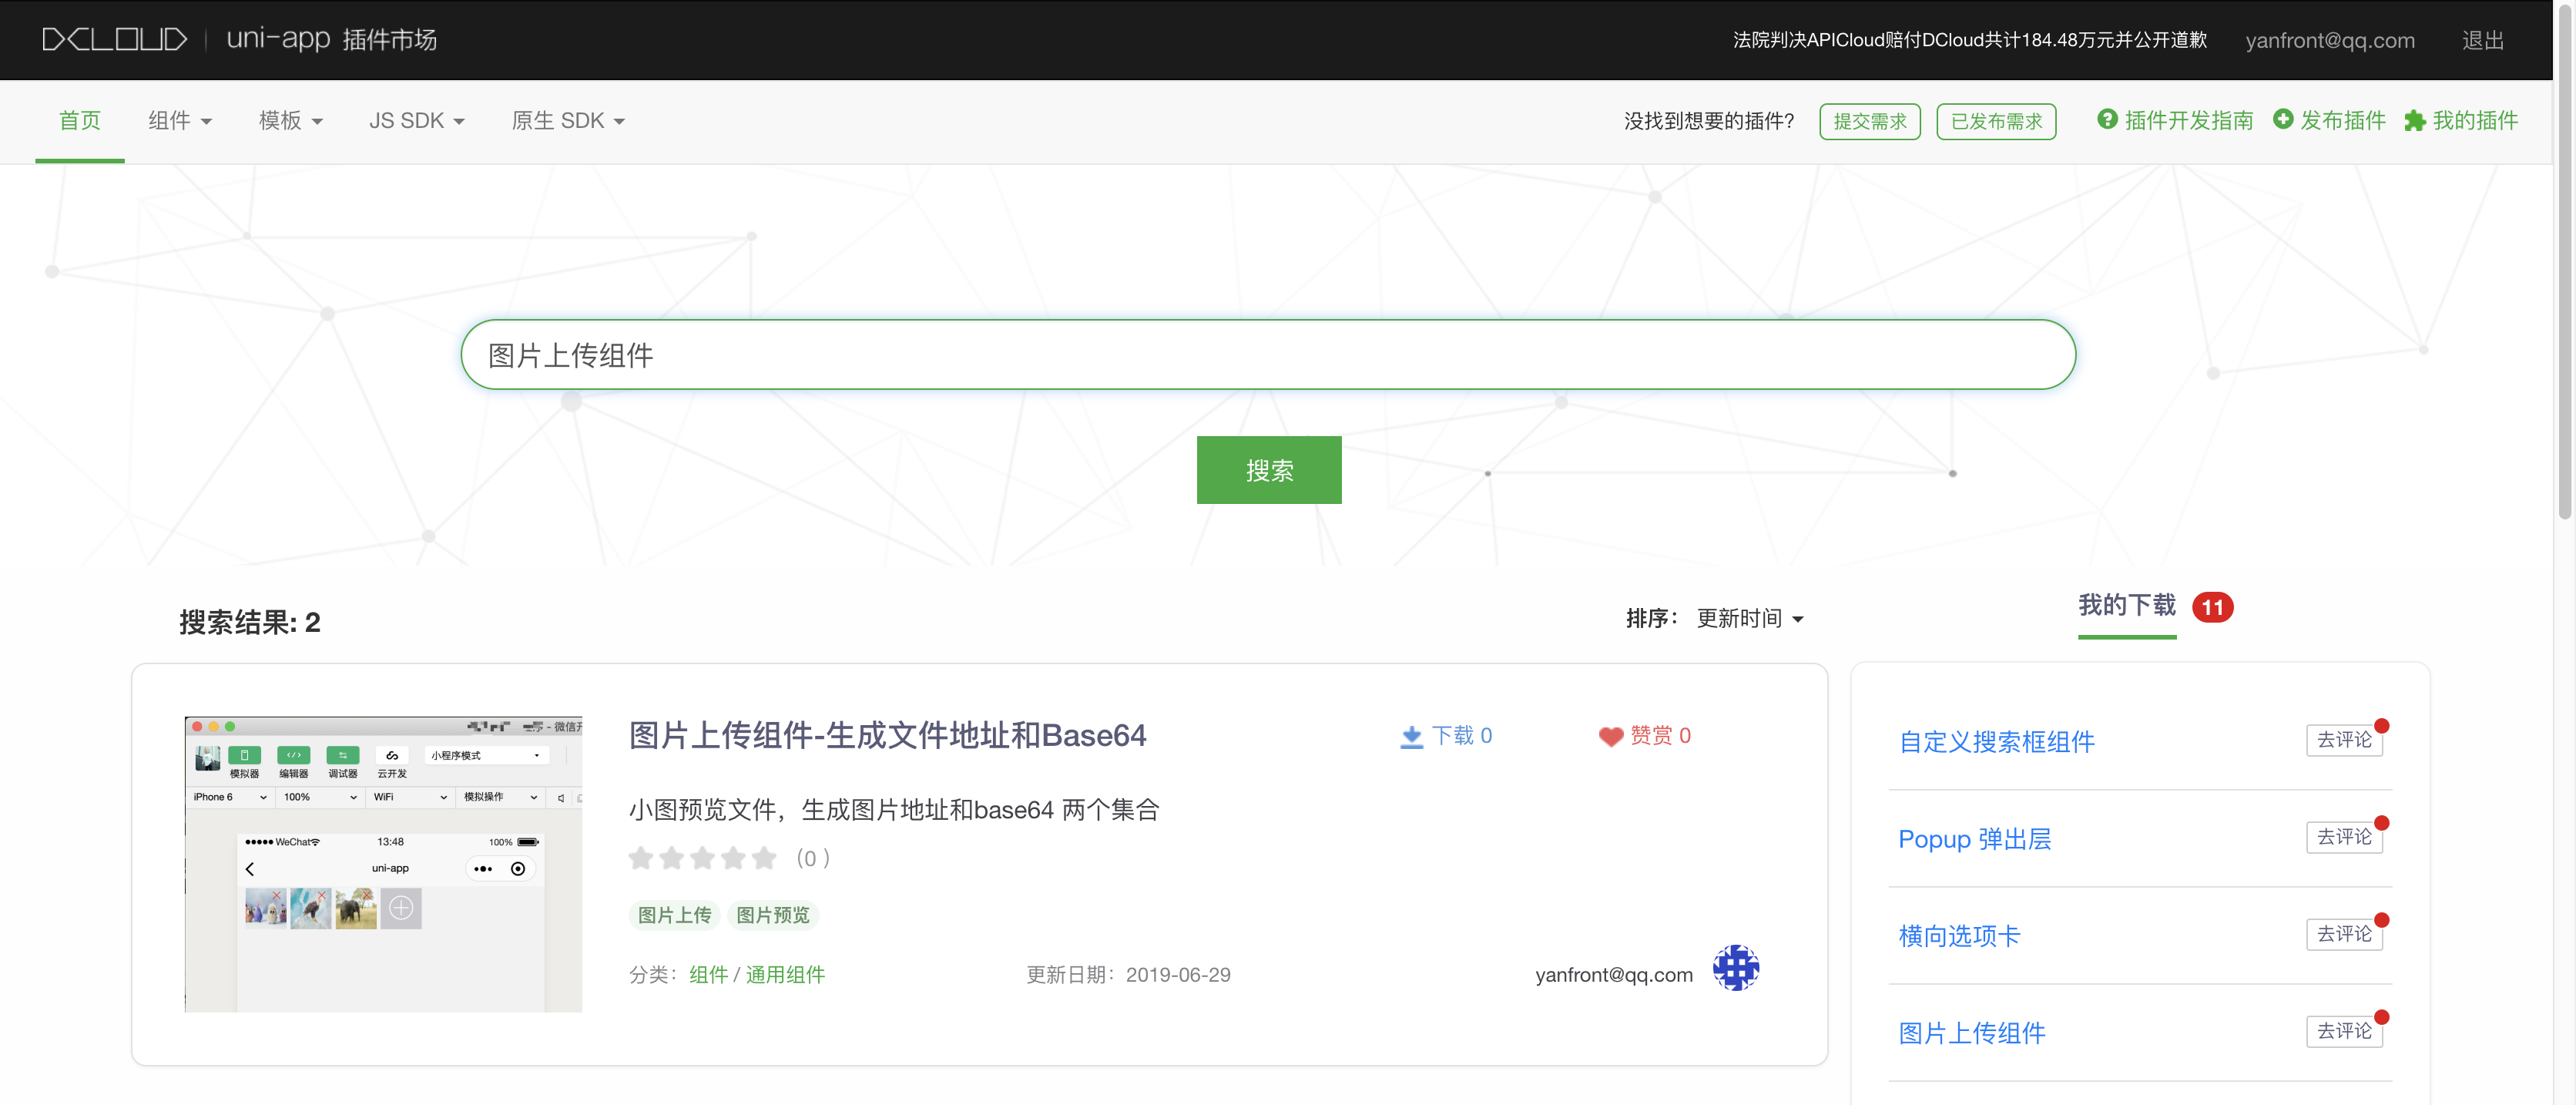 DCLOUD | uni-app 插件市场
法院判决APICloud赔付DCloud共计184.48万元并公开道歉 yanfront@qq.com 退出
首页 组件 模板 JS SDK 原生 SDK
没找到想要的插件? 提交需求 已发布需求 插件开发指南 发布插件 我的插件
图片上传组件
搜索
搜索结果: 2
排序: 更新时间
图片上传组件-生成文件地址和Base64
下载 0 赞赏 0
小图预览文件，生成图片地址和base64 两个集合
(0 )
图片上传 图片预览
分类：组件 / 通用组件 更新日期：2019-06-29 yanfront@qq.com
- 微信开
小程序模式
模拟器 编辑器 调试器 云开发
iPhone 6 100% WiFi 模拟操作
WeChat 13:48 100%
uni-app
我的下载 11
自定义搜索框组件 去评论
Popup 弹出层 去评论
横向选项卡 去评论
图片上传组件 去评论